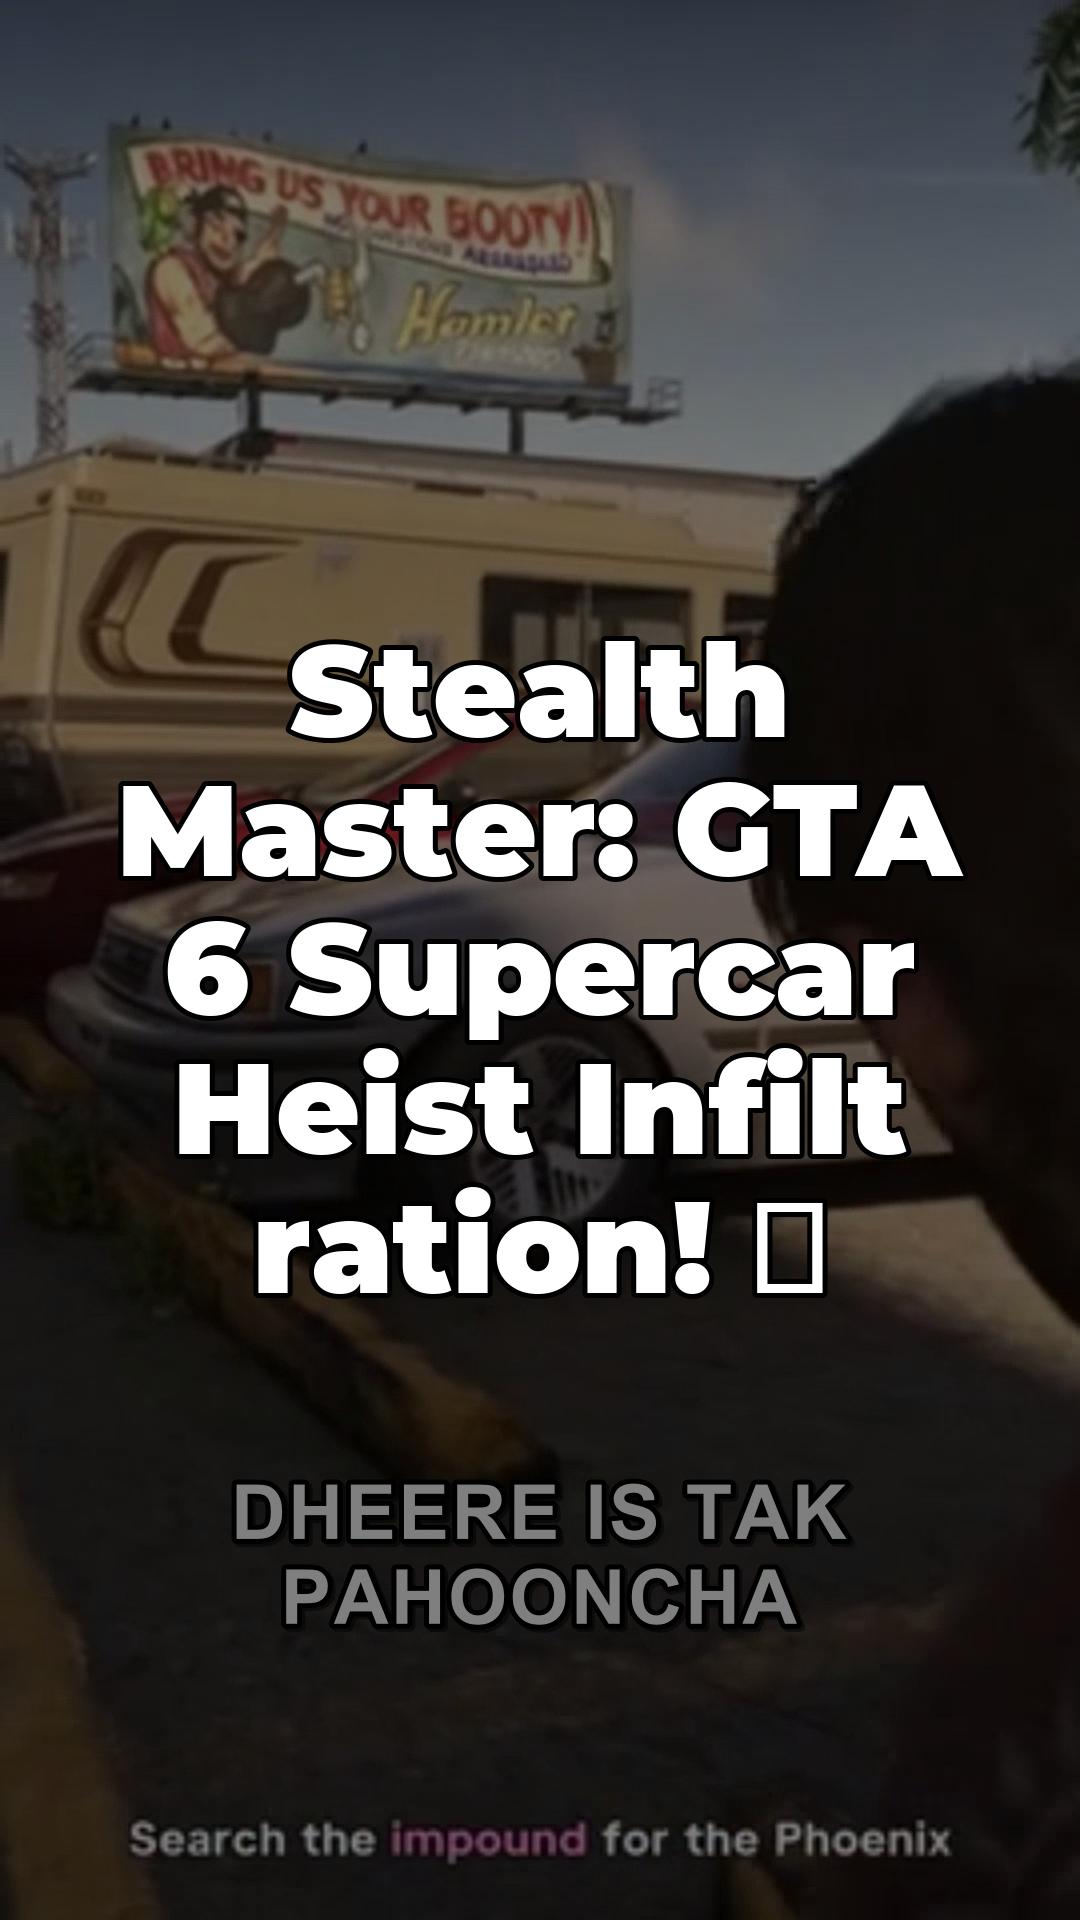 BRING US YOUR BOOTY!
Hamlet
Stealth
Master: GTA
6 Supercar
Heist Infilt
ration!
DHEERE IS TAK
PAHOONCHA
Search the impound for the Phoenix